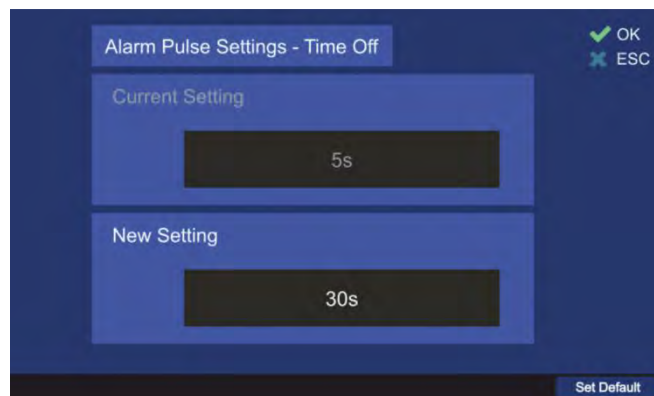 Alarm Pulse Settings - Time Off
OK
ESC
Current Setting
5s
New Setting
30s
Set Default